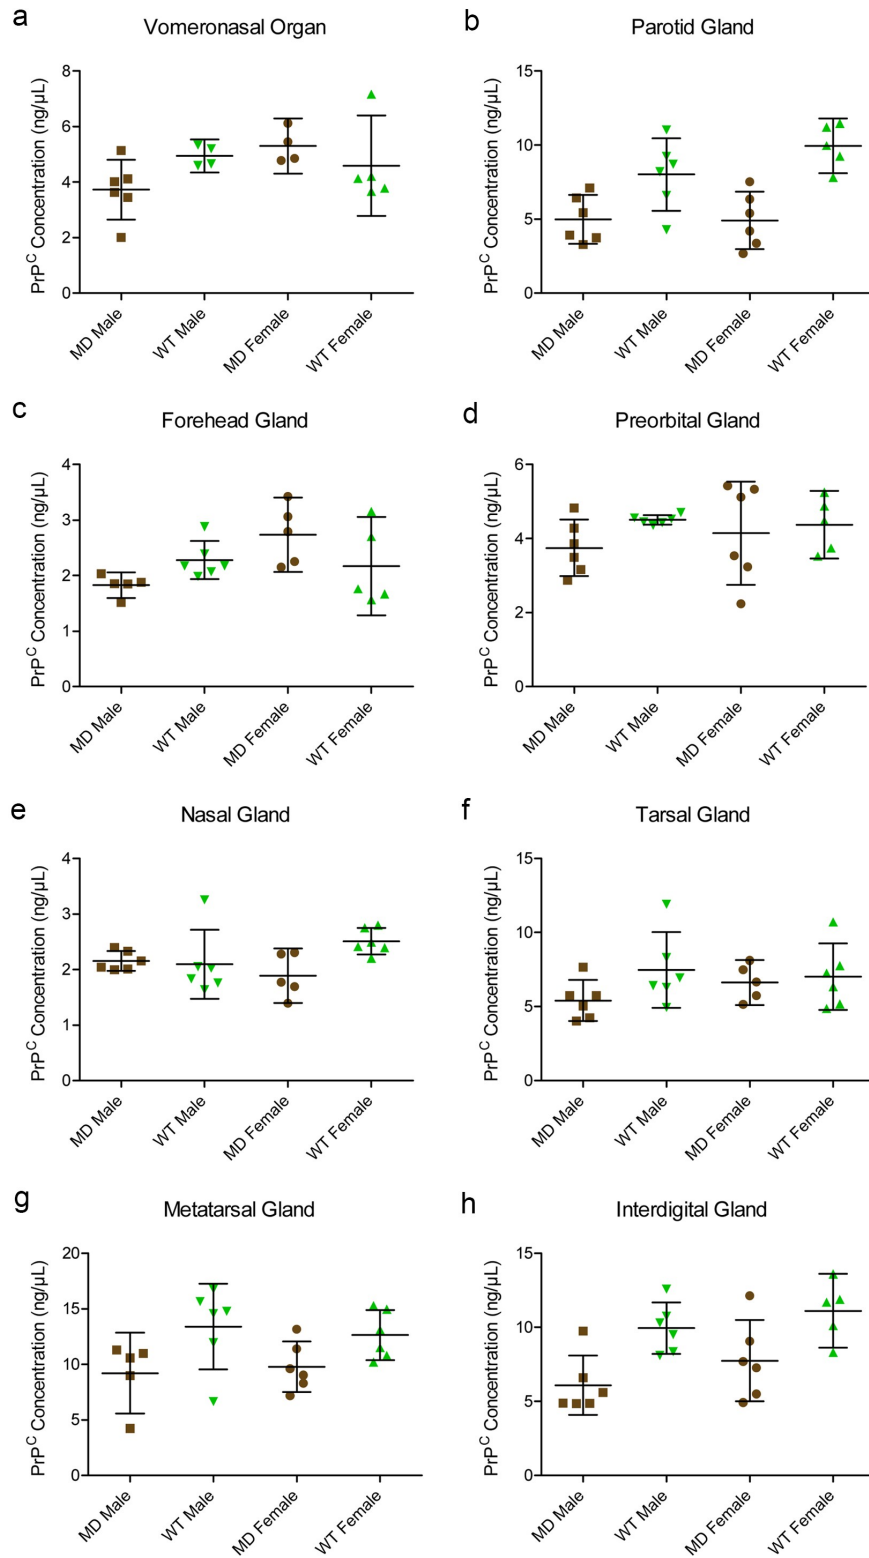 a
Vomeronasal Organ
PrP^C Concentration (ng/µL)
8
6
4
2
0
MD Male
WT Male
MD Female
WT Female
b
Parotid Gland
PrP^C Concentration (ng/µL)
15
10
5
0
MD Male
WT Male
MD Female
WT Female
c
Forehead Gland
PrP^C Concentration (ng/µL)
4
3
2
1
0
MD Male
WT Male
MD Female
WT Female
d
Preorbital Gland
PrP^C Concentration (ng/µL)
6
4
2
0
MD Male
WT Male
MD Female
WT Female
e
Nasal Gland
PrP^C Concentration (ng/µL)
4
3
2
1
0
MD Male
WT Male
MD Female
WT Female
f
Tarsal Gland
PrP^C Concentration (ng/µL)
15
10
5
0
MD Male
WT Male
MD Female
WT Female
g
Metatarsal Gland
PrP^C Concentration (ng/µL)
20
15
10
5
0
MD Male
WT Male
MD Female
WT Female
h
Interdigital Gland
PrP^C Concentration (ng/µL)
15
10
5
0
MD Male
WT Male
MD Female
WT Female